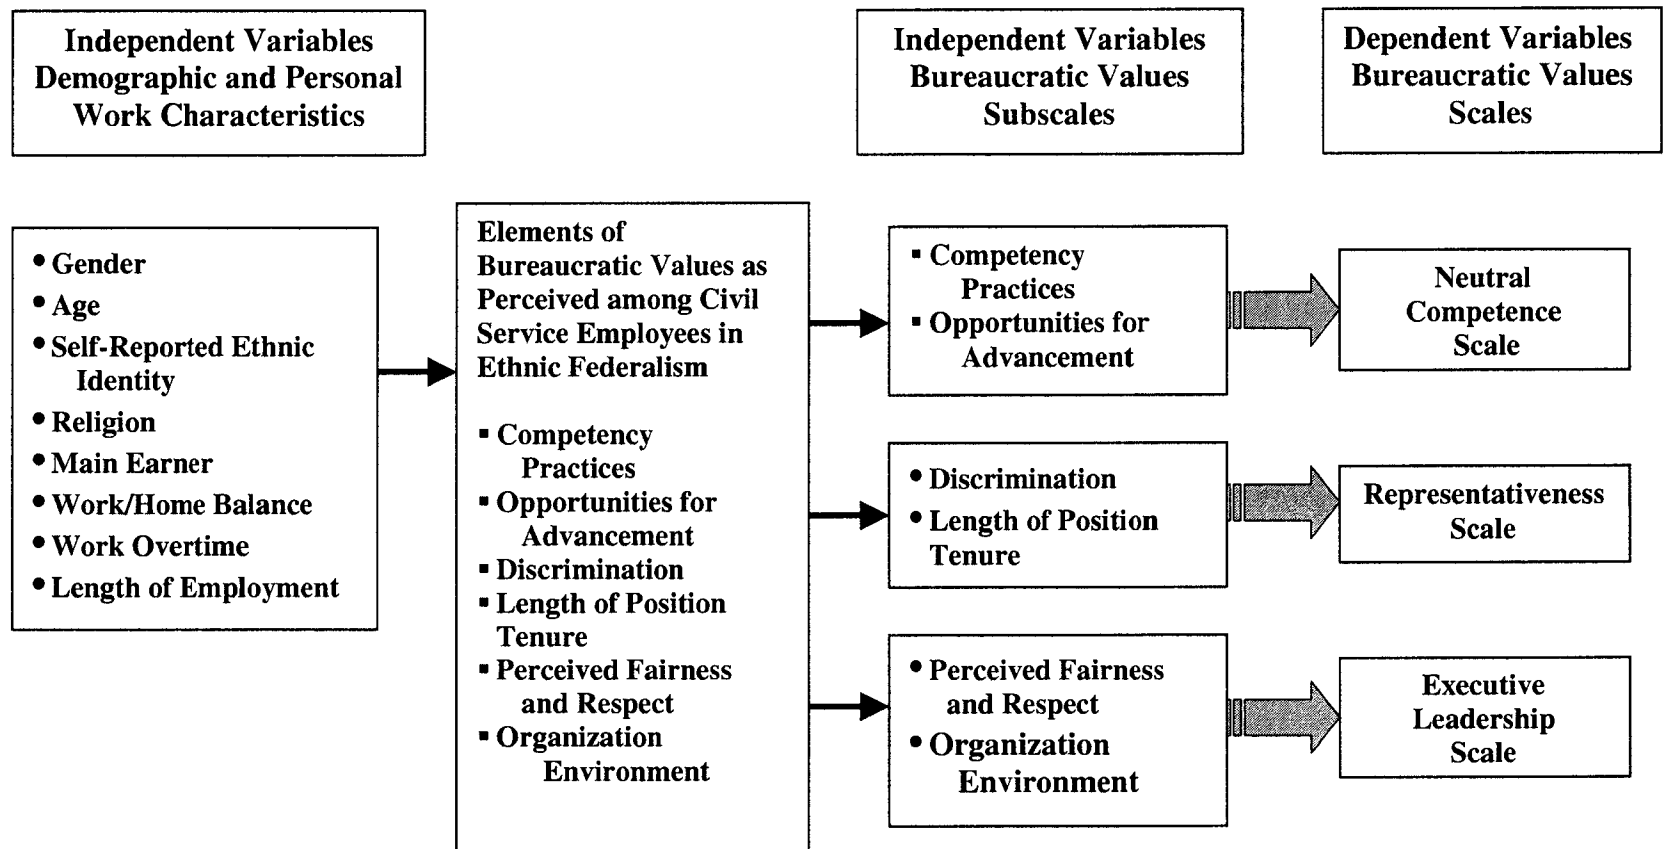 Independent Variables
Demographic and Personal
Work Characteristics
Independent Variables
Bureaucratic Values
Subscales
Dependent Variables
Bureaucratic Values
Scales
• Gender
• Age
• Self-Reported Ethnic
Identity
• Religion
• Main Earner
• Work/Home Balance
• Work Overtime
• Length of Employment
Elements of
Bureaucratic Values as
Perceived among Civil
Service Employees in
Ethnic Federalism
▪ Competency
Practices
▪ Opportunities for
Advancement
▪ Discrimination
▪ Length of Position
Tenure
▪ Perceived Fairness
and Respect
▪ Organization
Environment
▪ Competency
Practices
▪ Opportunities for
Advancement
• Discrimination
• Length of Position
Tenure
• Perceived Fairness
and Respect
• Organization
Environment
Neutral
Competence
Scale
Representativeness
Scale
Executive
Leadership
Scale